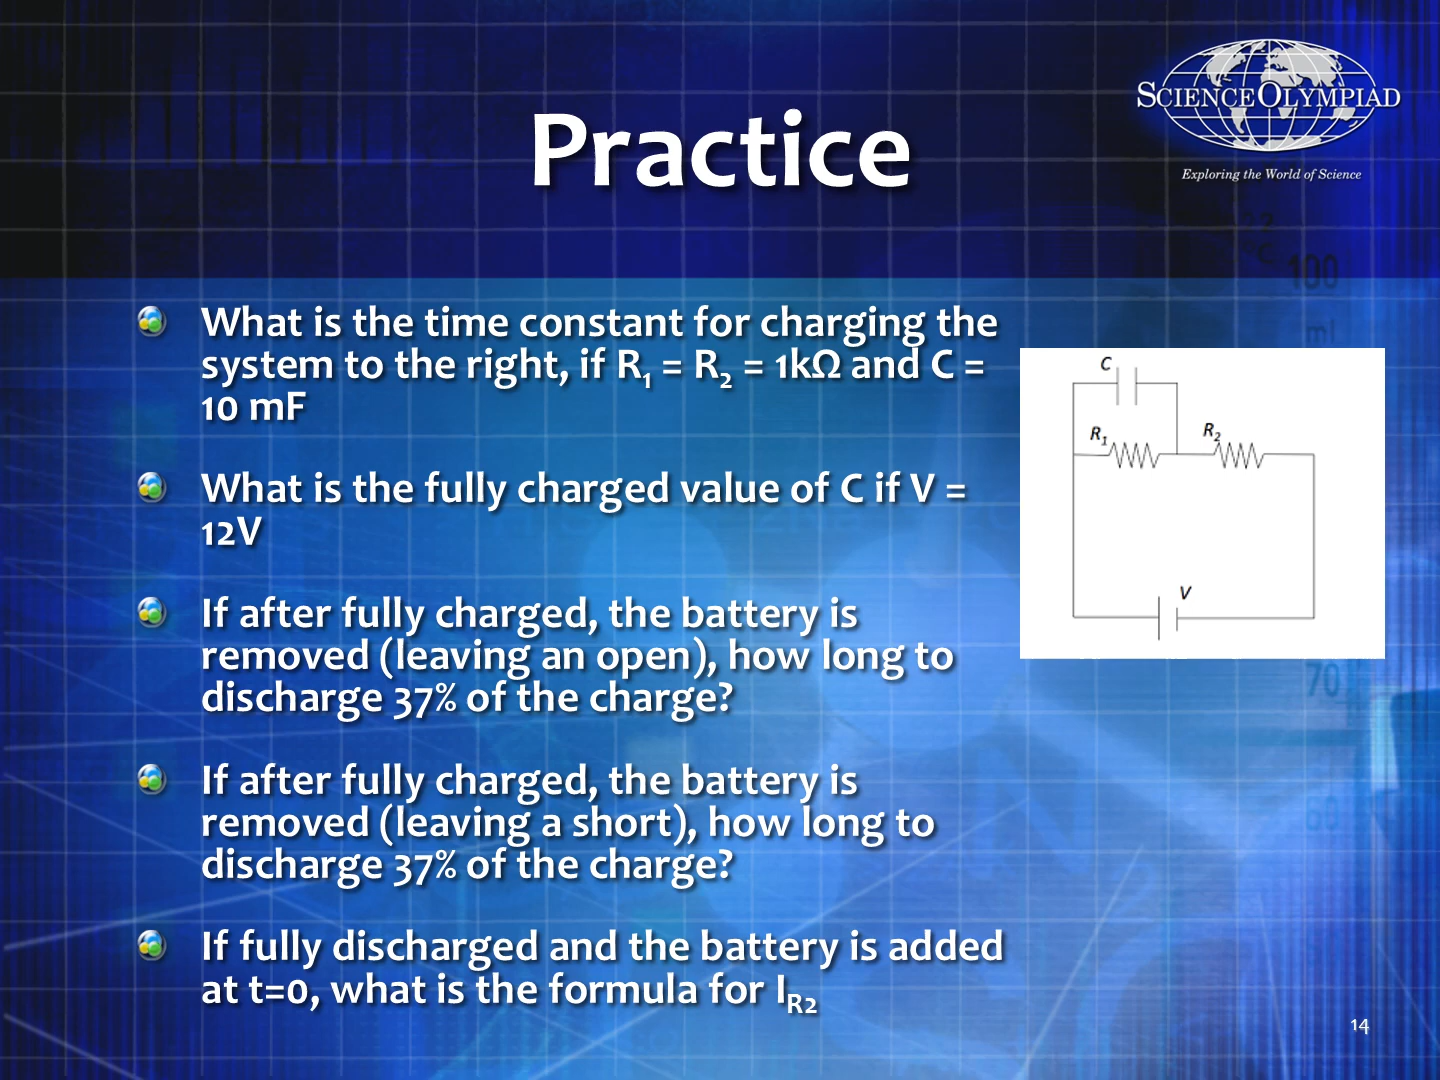 SCIENCE OLYMPIAD
Exploring the World of Science
Practice
What is the time constant for charging the
system to the right, if R1 = R2 = 1kΩ and C =
10 mF
What is the fully charged value of C if V =
12V
If after fully charged, the battery is
removed (leaving an open), how long to
discharge 37% of the charge?
If after fully charged, the battery is
removed (leaving a short), how long to
discharge 37% of the charge?
If fully discharged and the battery is added
at t=0, what is the formula for IR2
C
R1
R2
V
100
ml
70
14